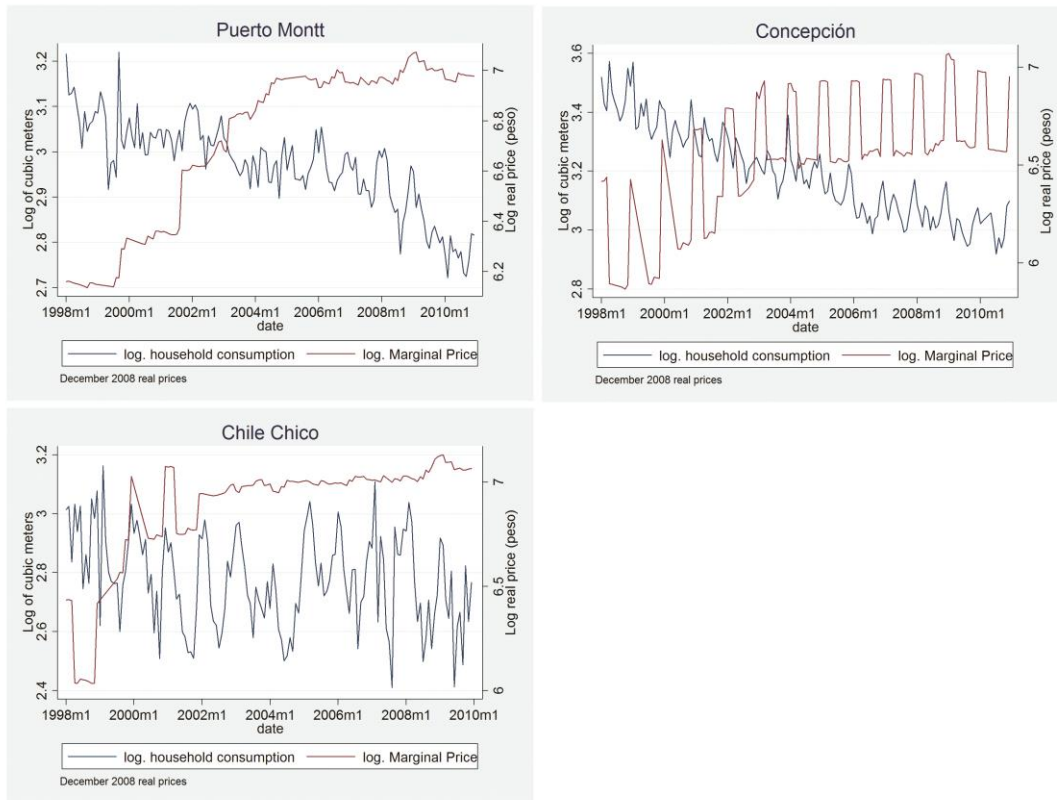 Puerto Montt
Log of cubic meters
3.2
3.1
3
2.9
2.8
2.7
Log real price (peso)
7
6.8
6.6
6.4
6.2
1998m1 2000m1 2002m1 2004m1 2006m1 2008m1 2010m1
date
log. household consumption log. Marginal Price
December 2008 real prices
Concepción
Log of cubic meters
3.6
3.4
3.2
3
2.8
Log real price (peso)
7
6.5
6
1998m1 2000m1 2002m1 2004m1 2006m1 2008m1 2010m1
date
log. household consumption log. Marginal Price
December 2008 real prices
Chile Chico
Log of cubic meters
3.2
3
2.8
2.6
2.4
Log real price (peso)
7
6.5
6
1998m1 2000m1 2002m1 2004m1 2006m1 2008m1 2010m1
date
log. household consumption log. Marginal Price
December 2008 real prices